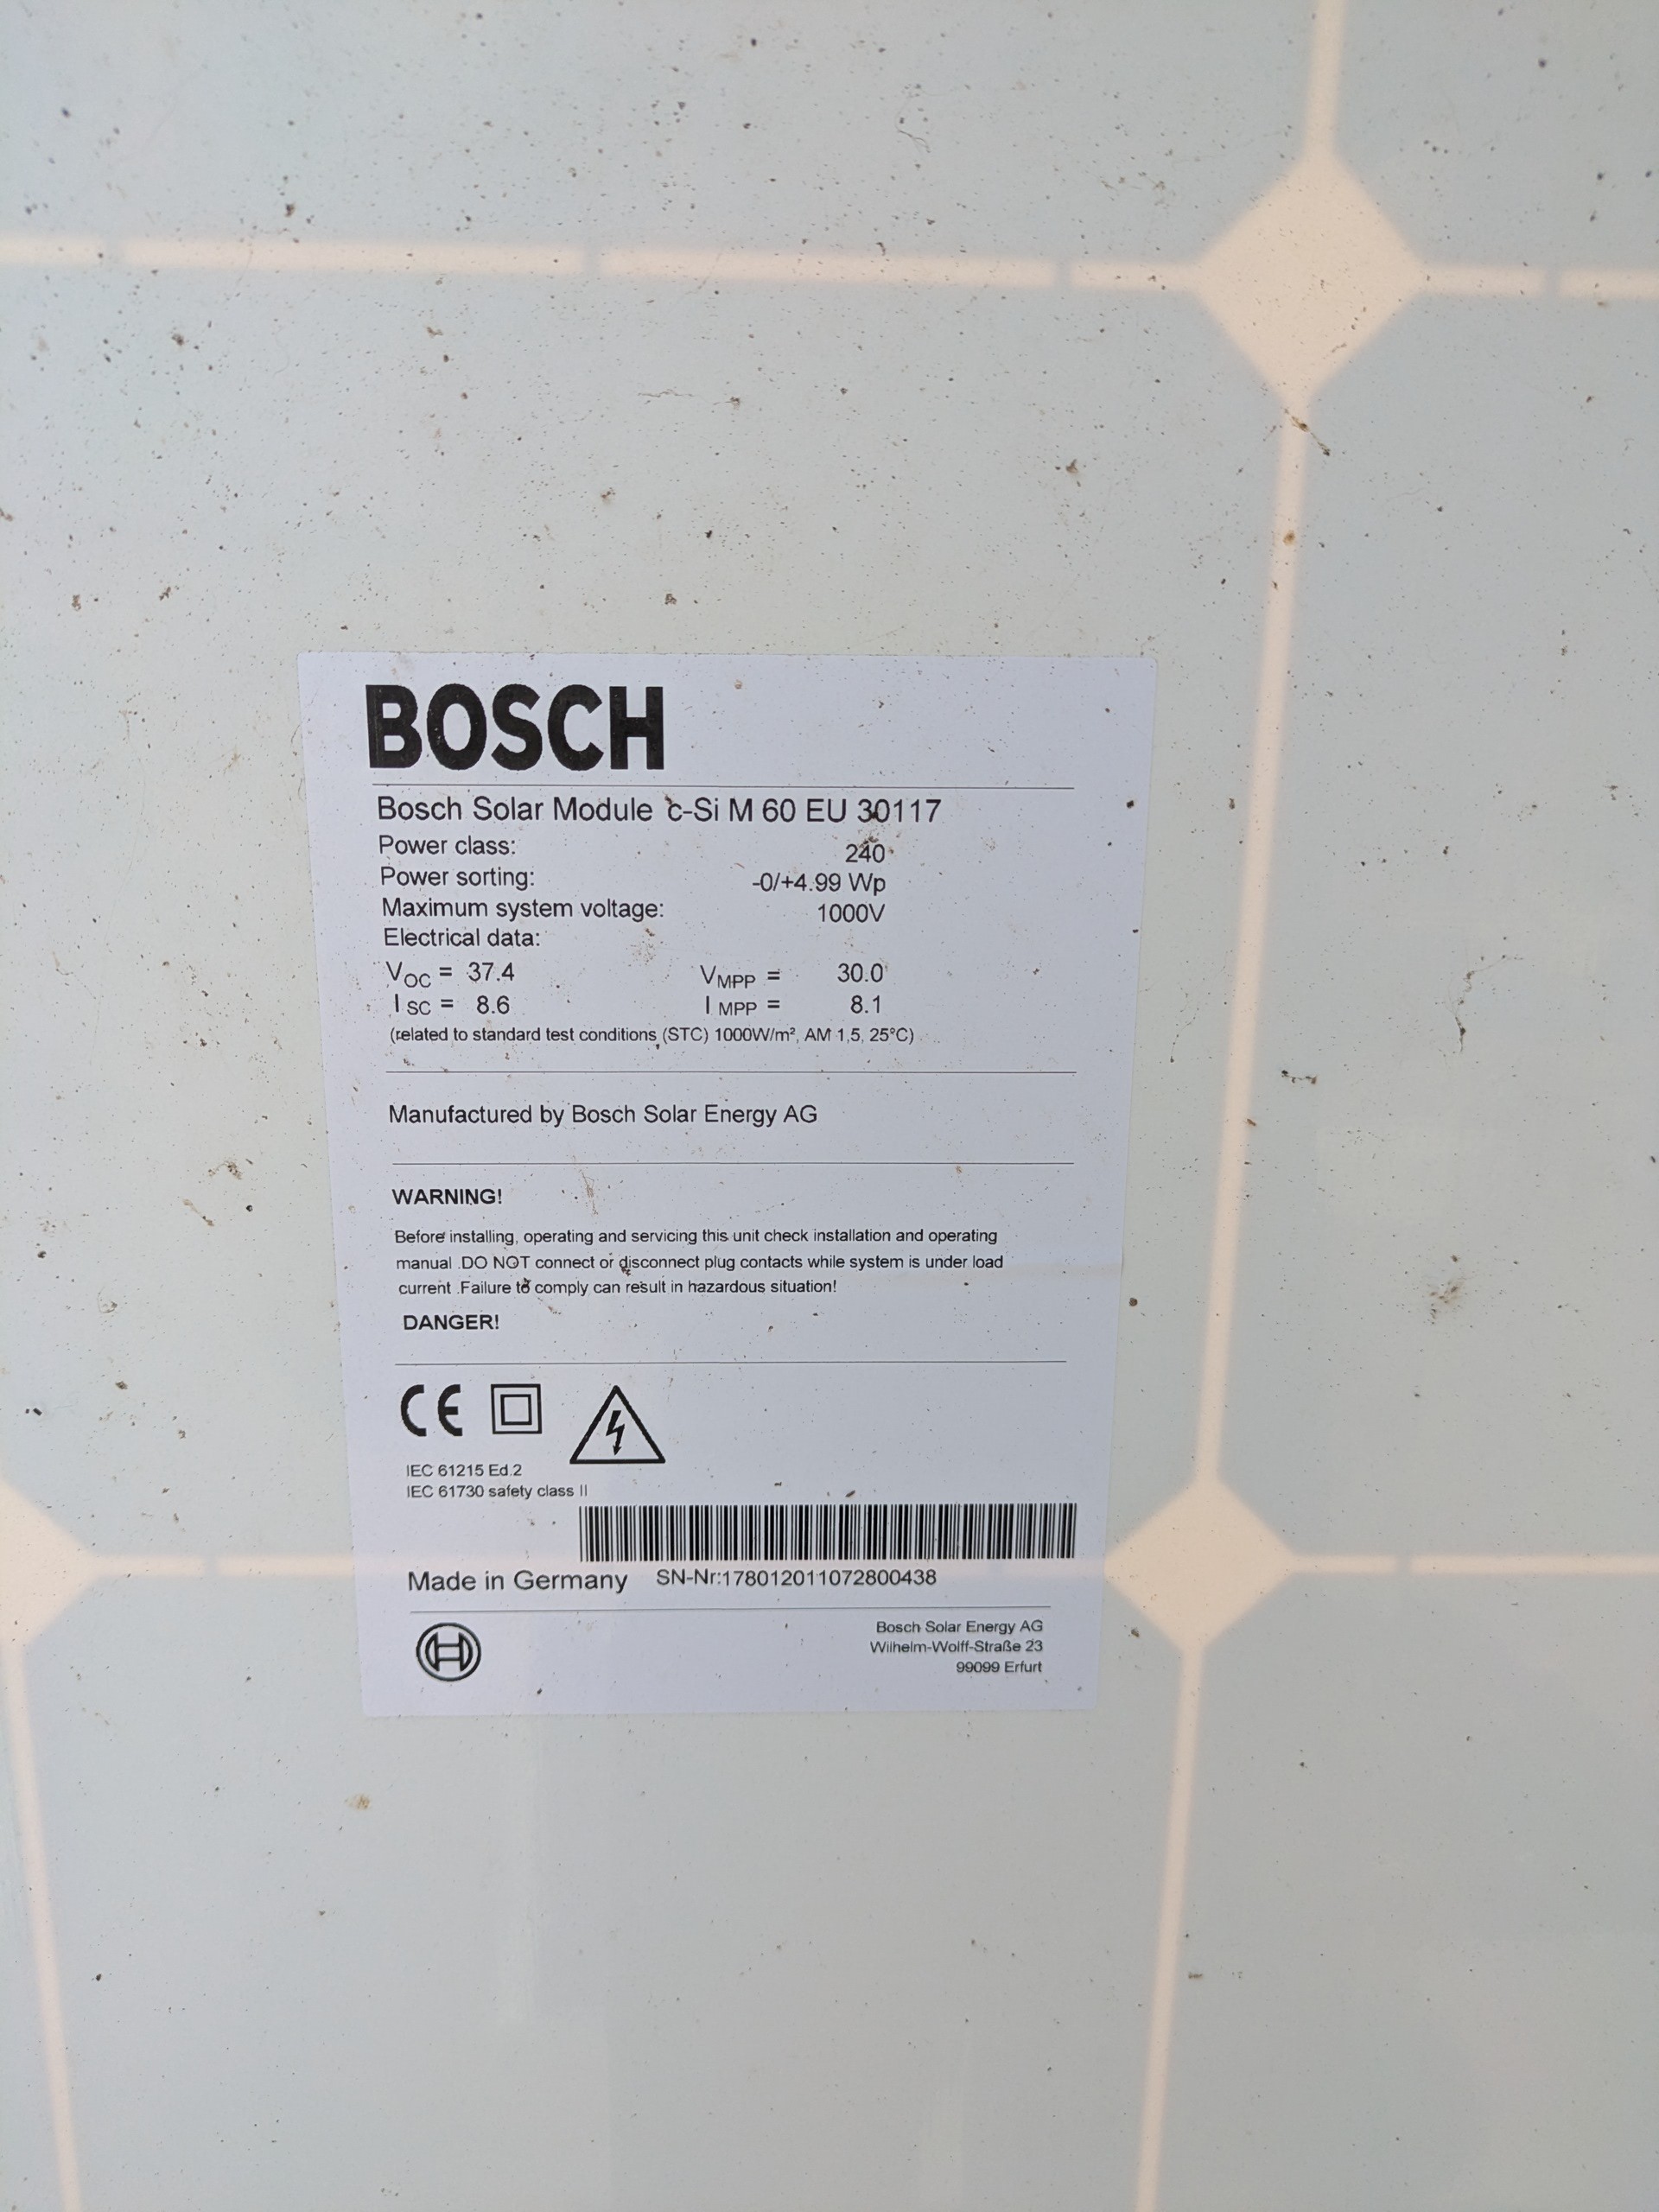 BOSCH
Bosch Solar Module c-Si M 60 EU 30117
Power class: 240
Power sorting: -0/+4.99 Wp
Maximum system voltage: 1000V
Electrical data:
VOC = 37.4 VMPP = 30.0
ISC = 8.6 IMPP = 8.1
(related to standard test conditions (STC) 1000W/m², AM 1,5, 25°C)
Manufactured by Bosch Solar Energy AG
WARNING!
Before installing, operating and servicing this unit check installation and operating
manual .DO NOT connect or disconnect plug contacts while system is under load
current .Failure to comply can result in hazardous situation!
DANGER!
CE
IEC 61215 Ed.2
IEC 61730 safety class II
Made in Germany SN-Nr:178012011072800438
Bosch Solar Energy AG
Wilhelm-Wolff-Straße 23
99099 Erfurt